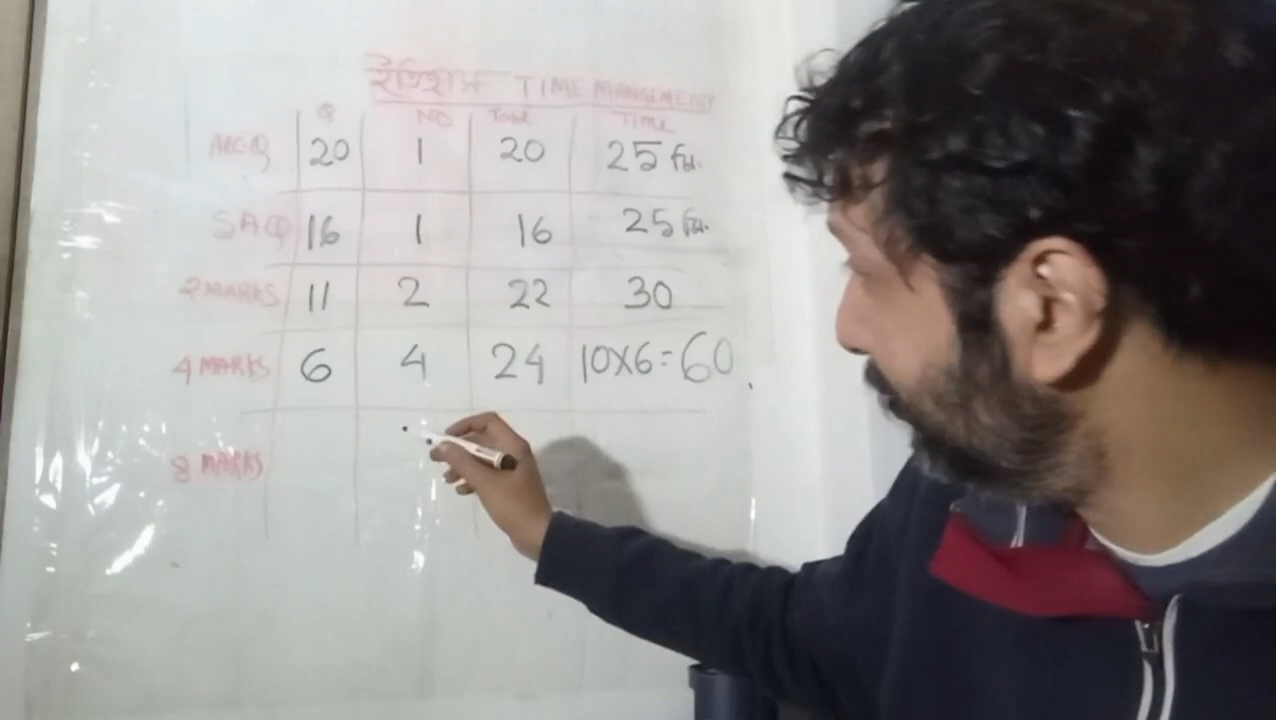 ইতিহাস TIME MANGEMENT
Q NO Total Time
MCQ 20 1 20 25 মি.
SAQ 16 1 16 25 মি.
2 MARKS 11 2 22 30
4 MARKS 6 4 24 10X6=60
8 MARKS